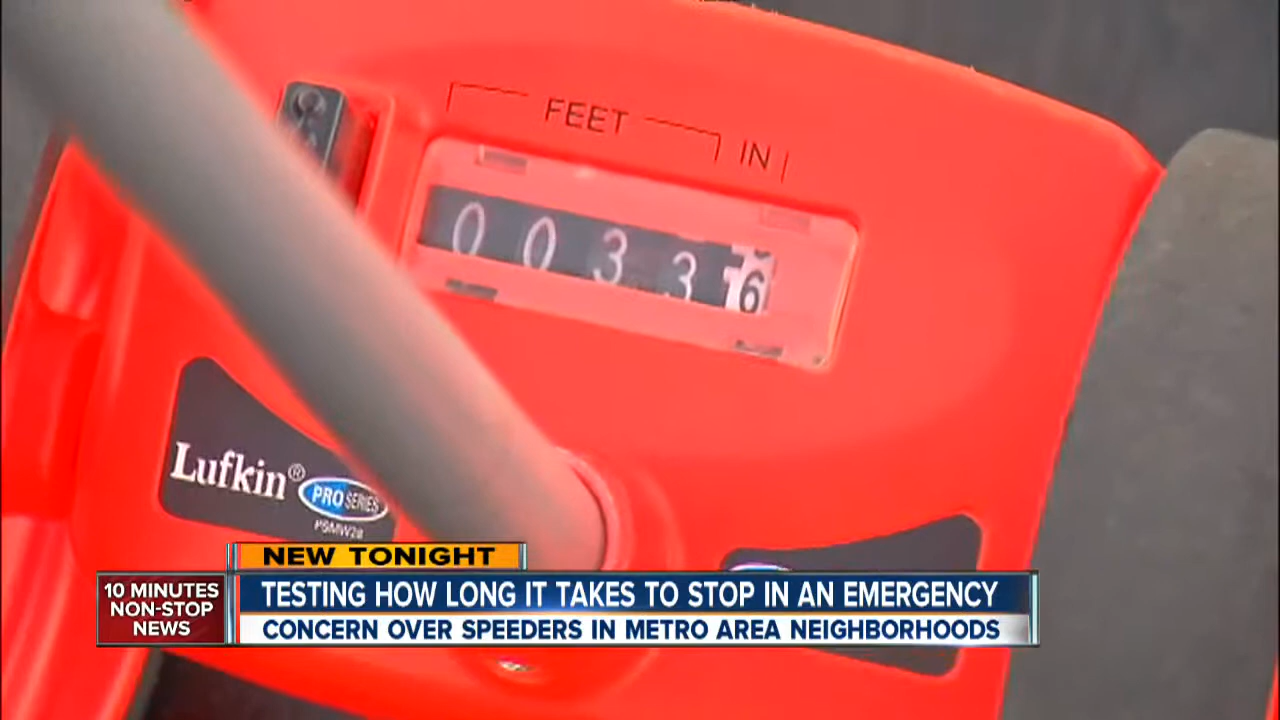 FEET IN
0 0 3 3 6
Lufkin®
PRO SERIES
PSMW28
NEW TONIGHT
10 MINUTES
NON-STOP
NEWS
TESTING HOW LONG IT TAKES TO STOP IN AN EMERGENCY
CONCERN OVER SPEEDERS IN METRO AREA NEIGHBORHOODS